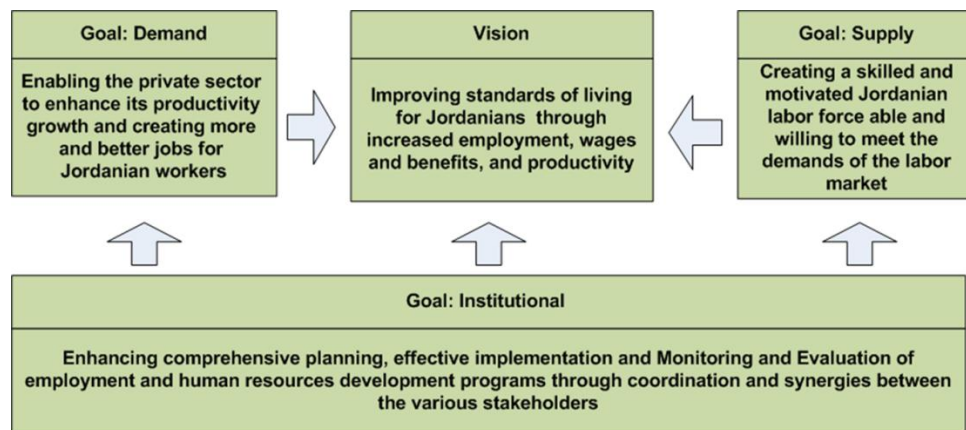 Goal: Demand
Enabling the private sector
to enhance its productivity
growth and creating more
and better jobs for
Jordanian workers
Vision
Improving standards of living
for Jordanians through
increased employment, wages
and benefits, and productivity
Goal: Supply
Creating a skilled and
motivated Jordanian
labor force able and
willing to meet the
demands of the labor
market
Goal: Institutional
Enhancing comprehensive planning, effective implementation and Monitoring and Evaluation of
employment and human resources development programs through coordination and synergies between
the various stakeholders